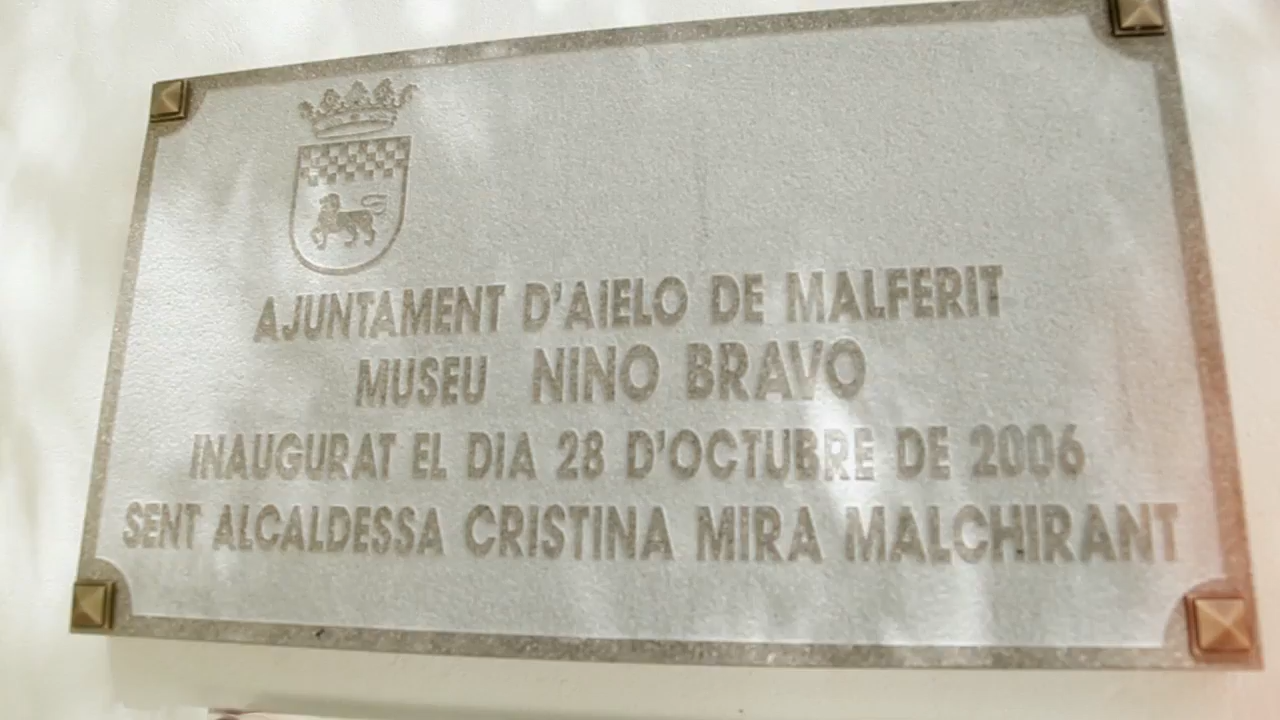 AJUNTAMENT D'AIELO DE MALFERIT
MUSEU NINO BRAVO
INAUGURAT EL DIA 28 D'OCTUBRE DE 2006
SENT ALCALDESSA CRISTINA MIRA MALCHIRANT